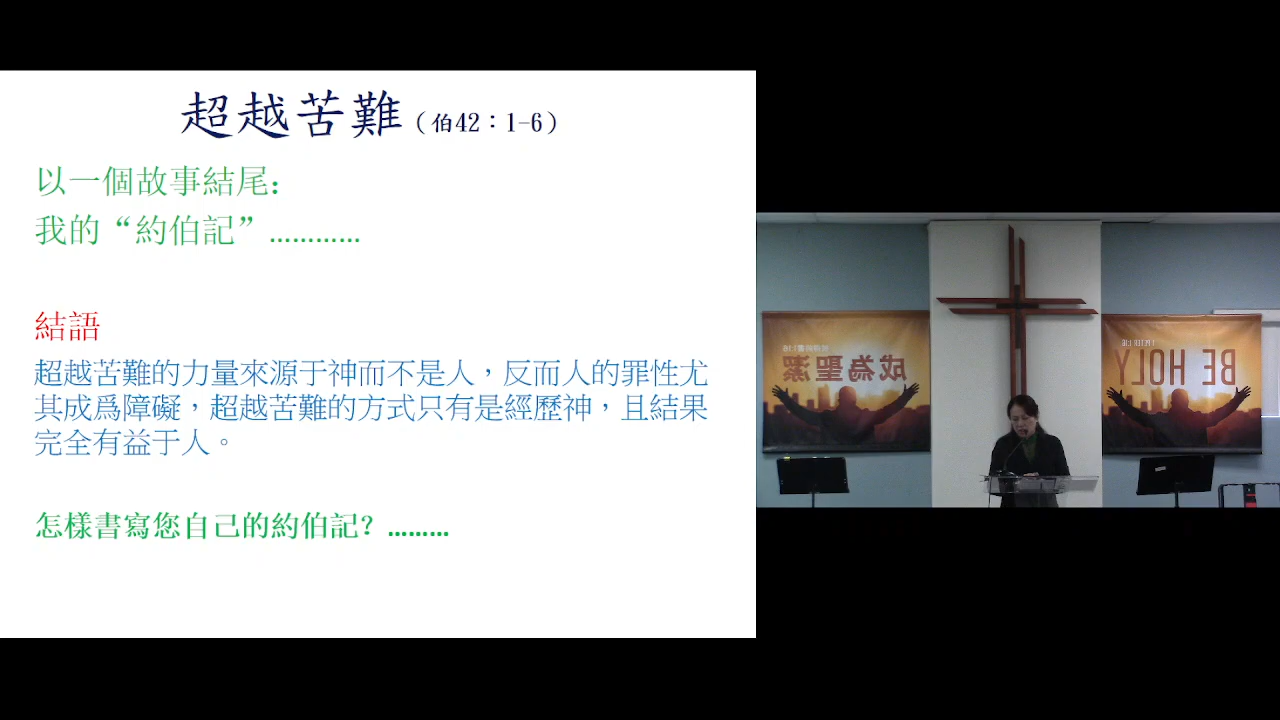 超越苦難（伯42：1-6）
以一個故事結尾：
我的“約伯記”…………
結語
超越苦難的力量來源于神而不是人，反而人的罪性尤
其成爲障礙，超越苦難的方式只有是經歷神，且結果
完全有益于人。
怎樣書寫您自己的約伯記？………
成為聖潔
BE HOLY